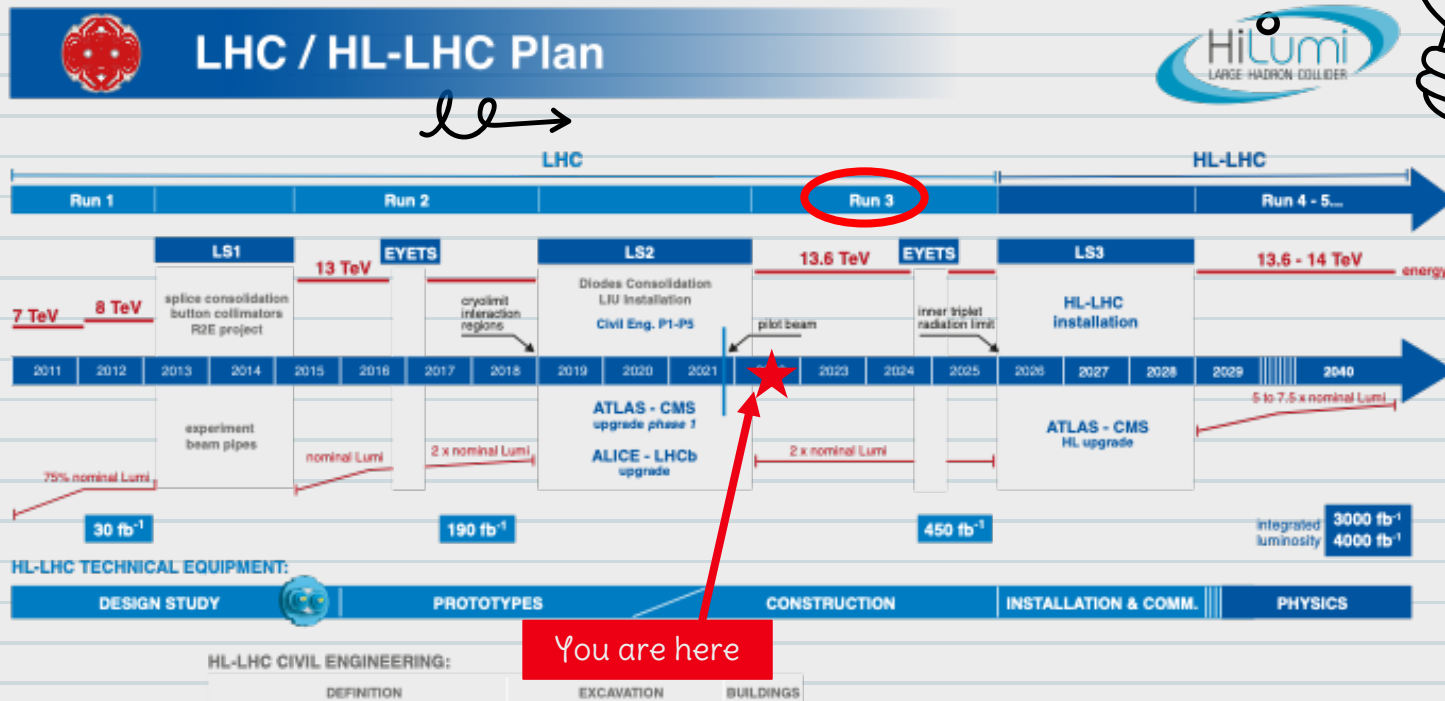 LHC / HL-LHC Plan
HiLumi
LARGE HADRON COLLIDER
LHC
HL-LHC
Run 1
Run 2
Run 3
Run 4 - 5...
LS1
EYETS
LS2
EYETS
LS3
13 TeV
13.6 TeV
13.6 - 14 TeV
energy
7 TeV
8 TeV
splice consolidation
button collimators
R2E project
cryolimit
interaction
regions
Diodes Consolidation
LIU Installation
Civil Eng. P1-P5
pilot beam
inner triplet
radiation limit
HL-LHC
installation
2011 2012 2013 2014 2015 2016 2017 2018 2019 2020 2021 2023 2024 2025 2026 2027 2028 2029 2040
experiment
beam pipes
ATLAS - CMS
upgrade phase 1
ALICE - LHCb
upgrade
ATLAS - CMS
HL upgrade
5 to 7.5 x nominal Lumi
75% nominal Lumi
nominal Lumi
2 x nominal Lumi
2 x nominal Lumi
30 fb⁻¹
190 fb⁻¹
450 fb⁻¹
integrated
luminosity
3000 fb⁻¹
4000 fb⁻¹
HL-LHC TECHNICAL EQUIPMENT:
DESIGN STUDY
PROTOTYPES
CONSTRUCTION
INSTALLATION & COMM.
PHYSICS
You are here
HL-LHC CIVIL ENGINEERING:
DEFINITION
EXCAVATION
BUILDINGS